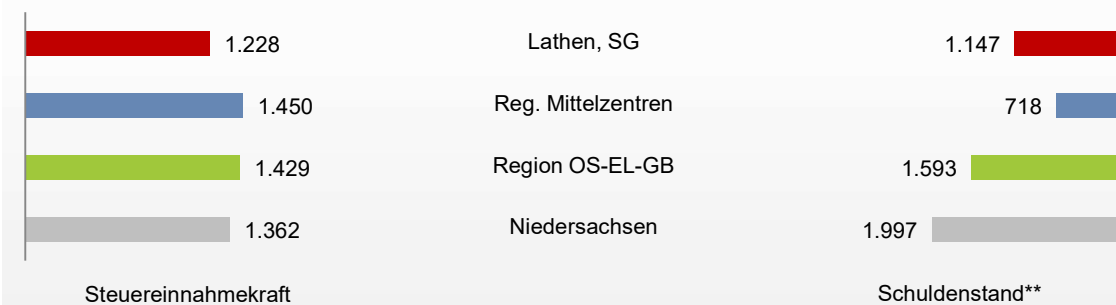 1.228 Lathen, SG 1.147
1.450 Reg. Mittelzentren 718
1.429 Region OS-EL-GB 1.593
1.362 Niedersachsen 1.997
Steuereinnahmekraft Schuldenstand**